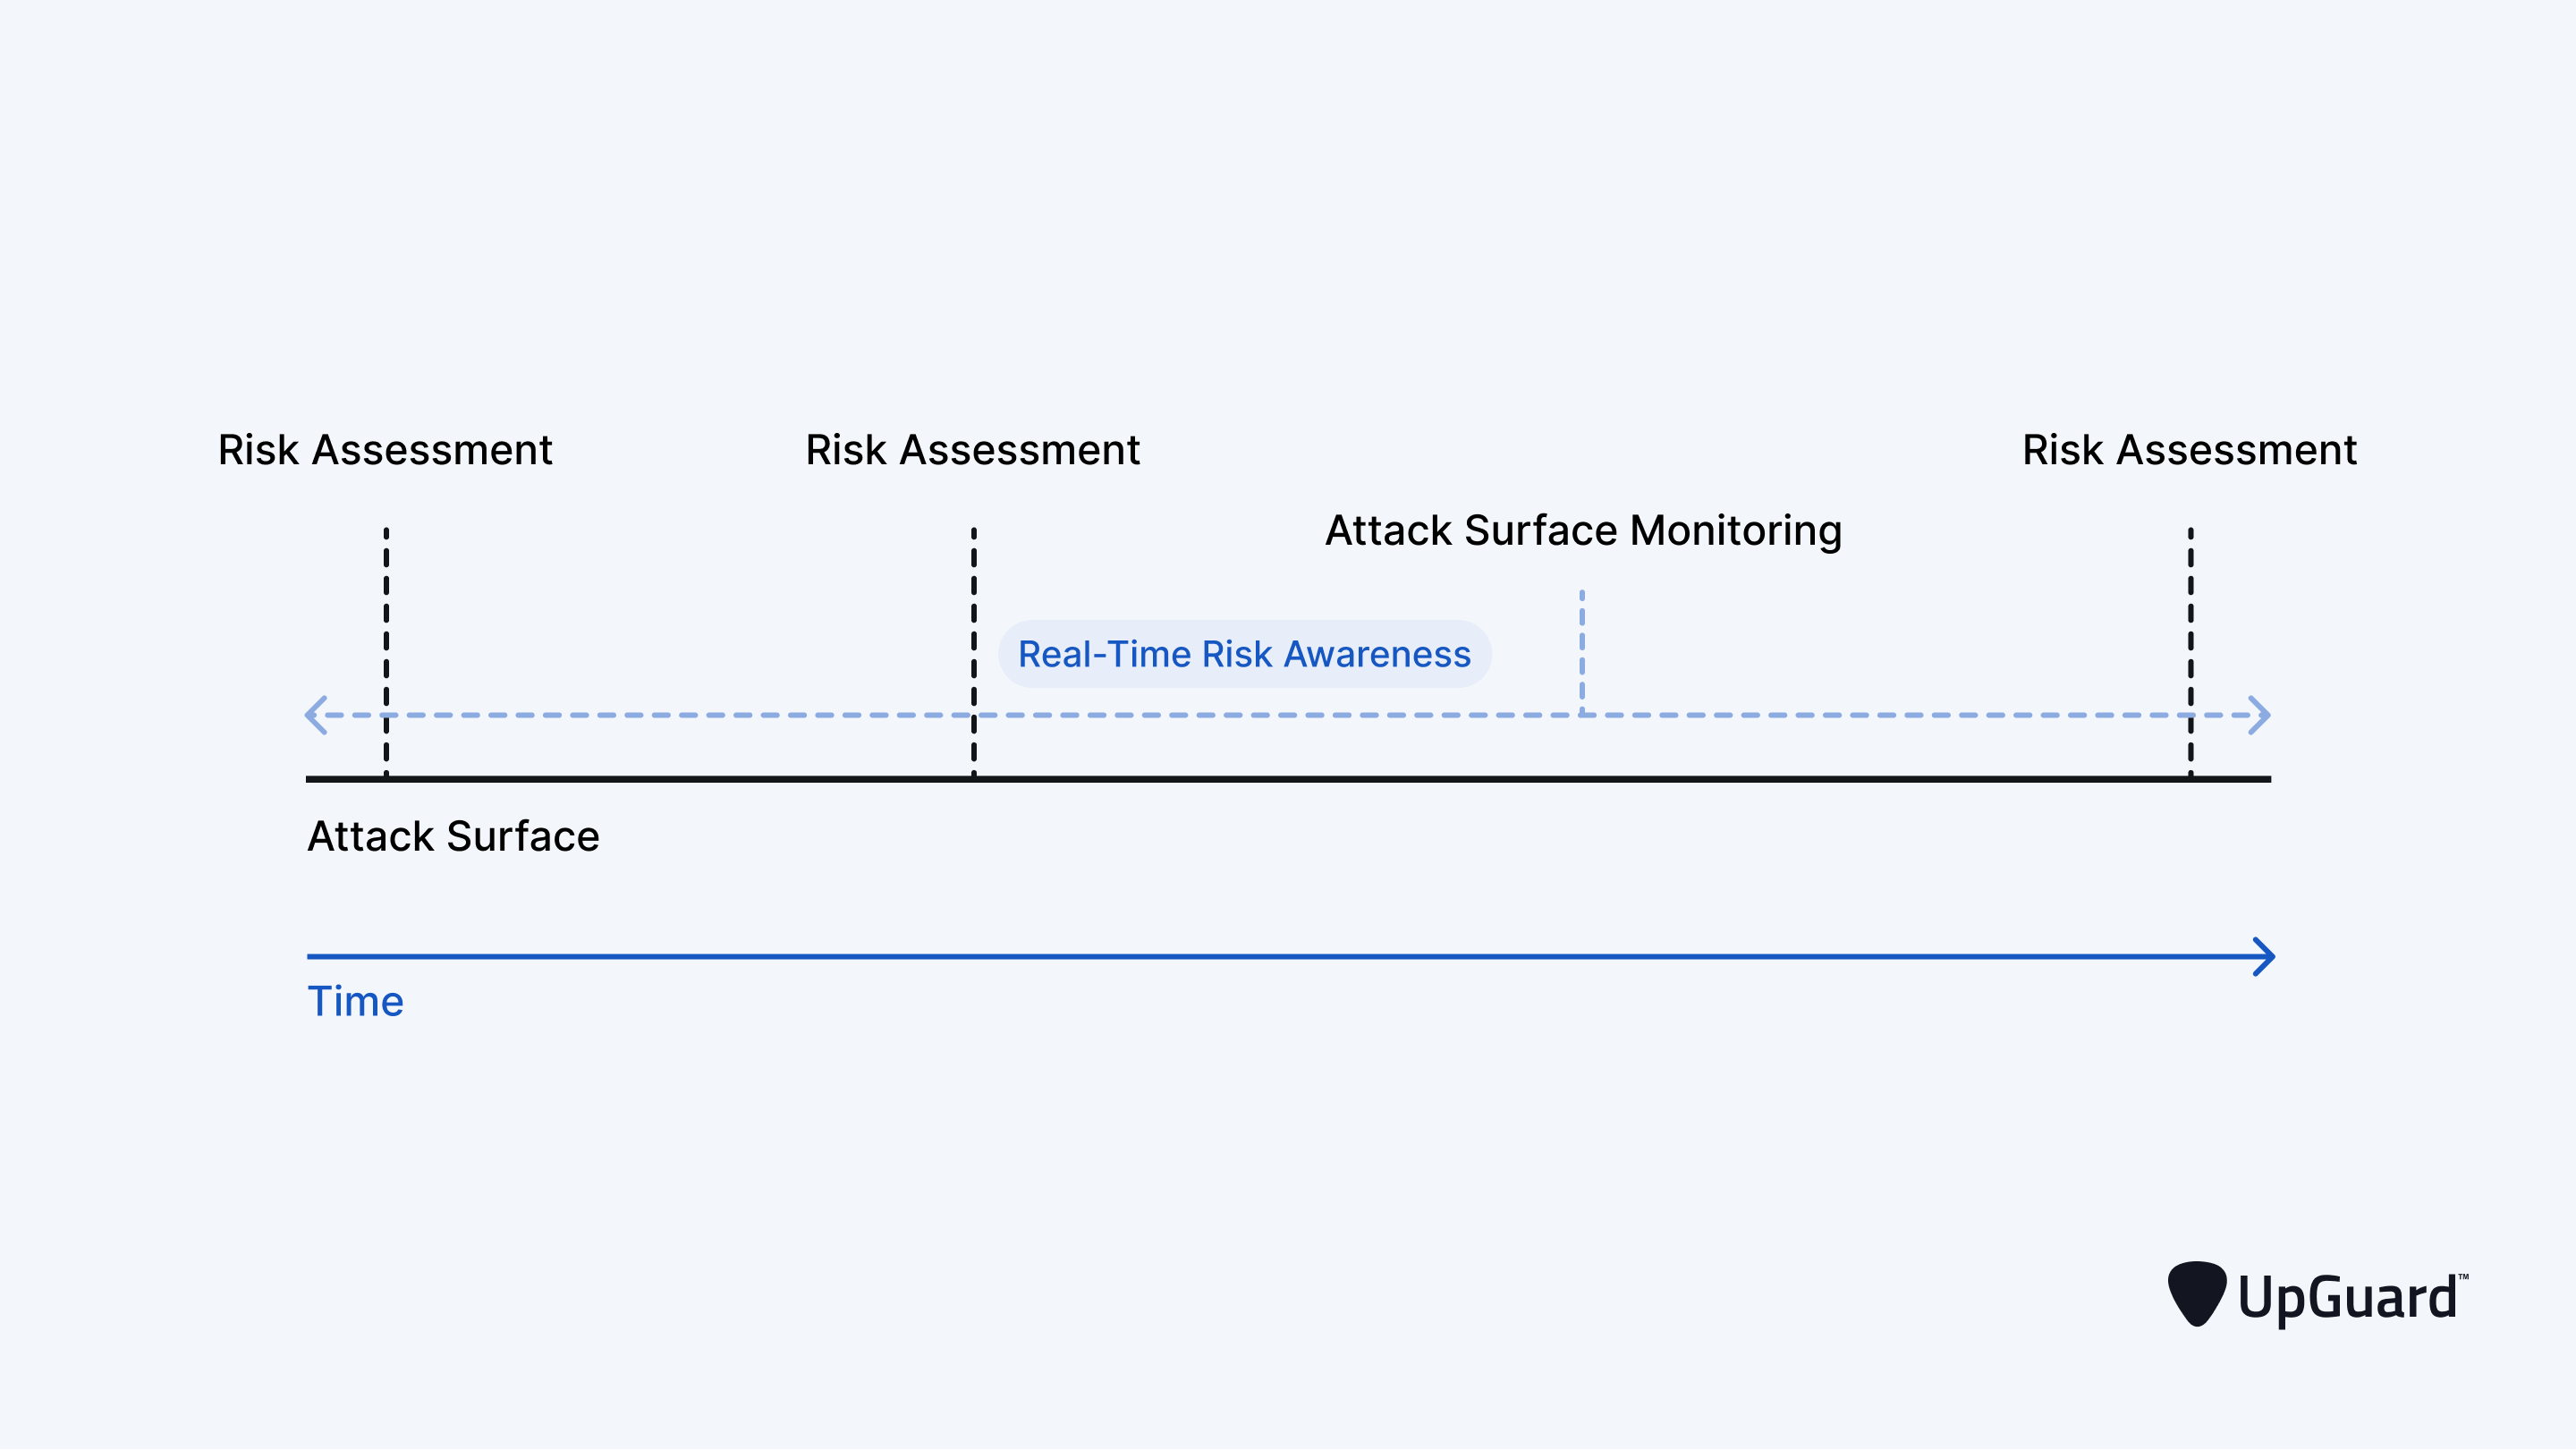 Risk Assessment
Risk Assessment
Risk Assessment
Attack Surface Monitoring
Real-Time Risk Awareness
Attack Surface
Time
UpGuard™